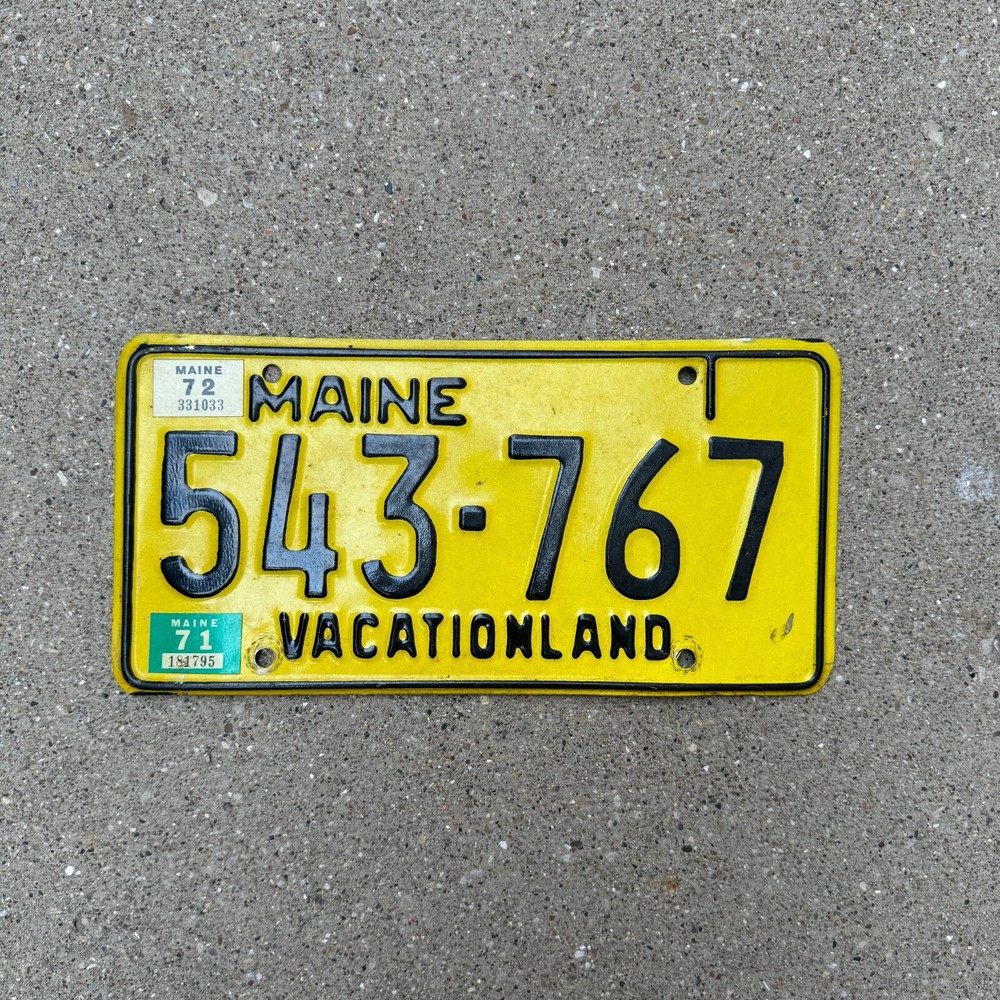 MAINE
72
331033
MAINE
543·767
MAINE
71
181795
VACATIONLAND